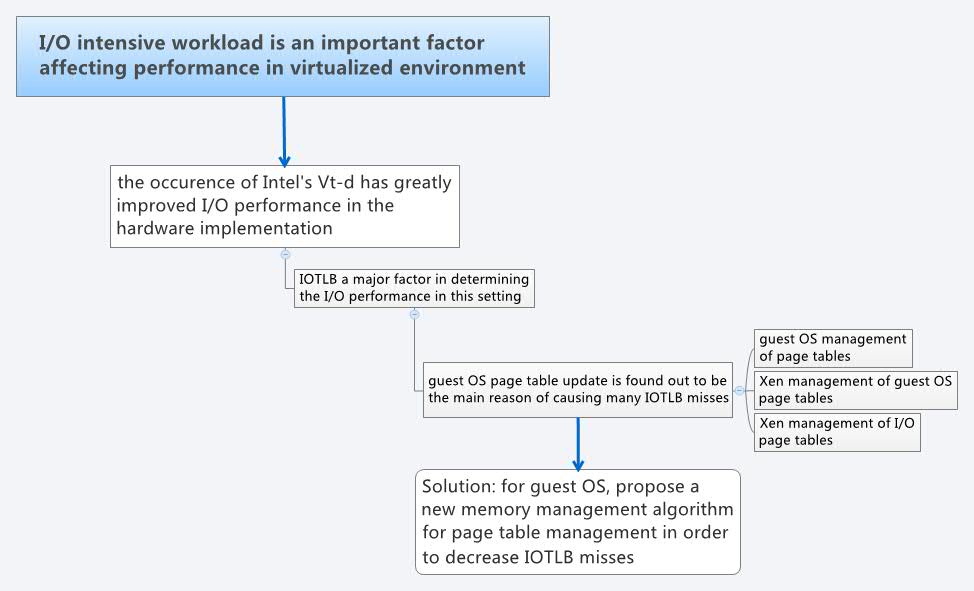 I/O intensive workload is an important factor
affecting performance in virtualized environment
the occurence of Intel's Vt-d has greatly
improved I/O performance in the
hardware implementation
IOTLB a major factor in determining
the I/O performance in this setting
guest OS page table update is found out to be
the main reason of causing many IOTLB misses
guest OS management
of page tables
Xen management of guest OS
page tables
Xen management of I/O
page tables
Solution: for guest OS, propose a
new memory management algorithm
for page table management in order
to decrease IOTLB misses